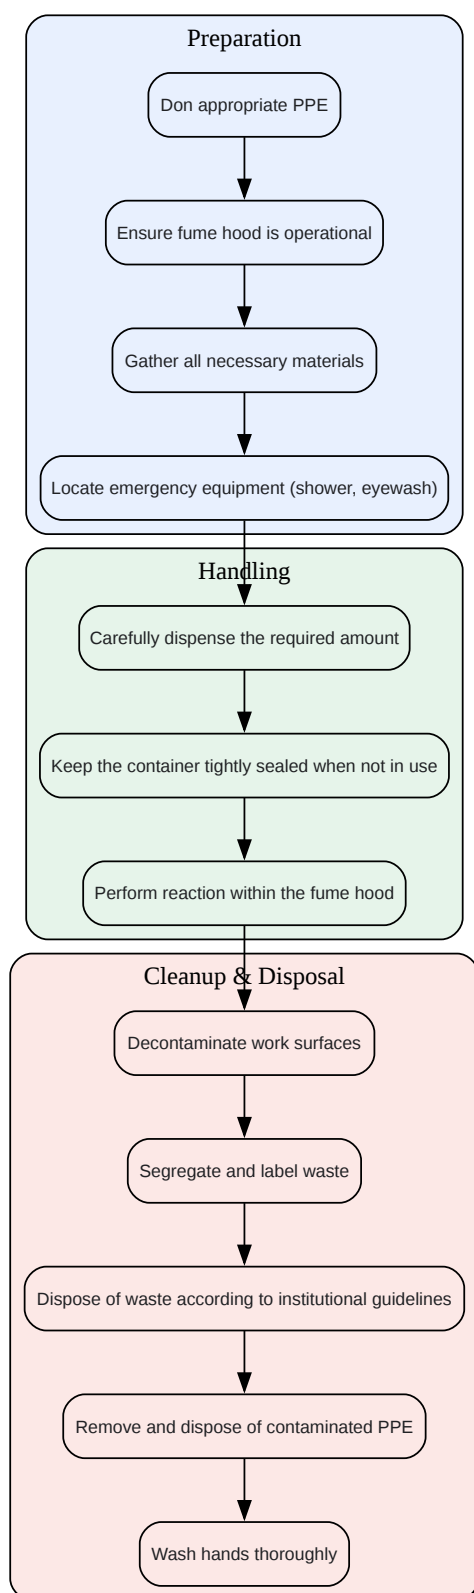 Preparation
Don appropriate PPE
Ensure fume hood is operational
Gather all necessary materials
Locate emergency equipment (shower, eyewash)
Handling
Carefully dispense the required amount
Keep the container tightly sealed when not in use
Perform reaction within the fume hood
Cleanup & Disposal
Decontaminate work surfaces
Segregate and label waste
Dispose of waste according to institutional guidelines
Remove and dispose of contaminated PPE
Wash hands thoroughly